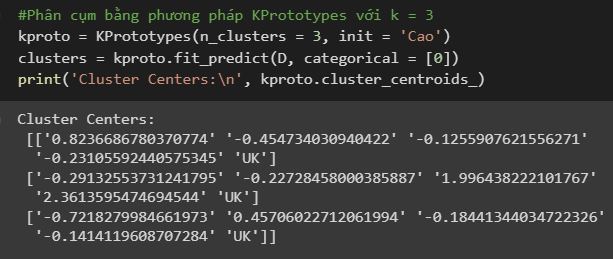 #Phân cụm bằng phương pháp KPrototypes với k = 3
kproto = KPrototypes(n_clusters = 3, init = 'Cao')
clusters = kproto.fit_predict(D, categorical = [0])
print('Cluster Centers:\n', kproto.cluster_centroids_)
Cluster Centers:
[['0.8236686780370774' '-0.454734030940422' '-0.1255907621556271'
'-0.23105592440575345' 'UK']
['-0.29132553731241795' '-0.22728458000385887' '1.996438222101767'
'2.3613595474694544' 'UK']
['-0.7218279984661973' '0.45706022712061994' '-0.18441344034722326'
'-0.1414119608707284' 'UK']]